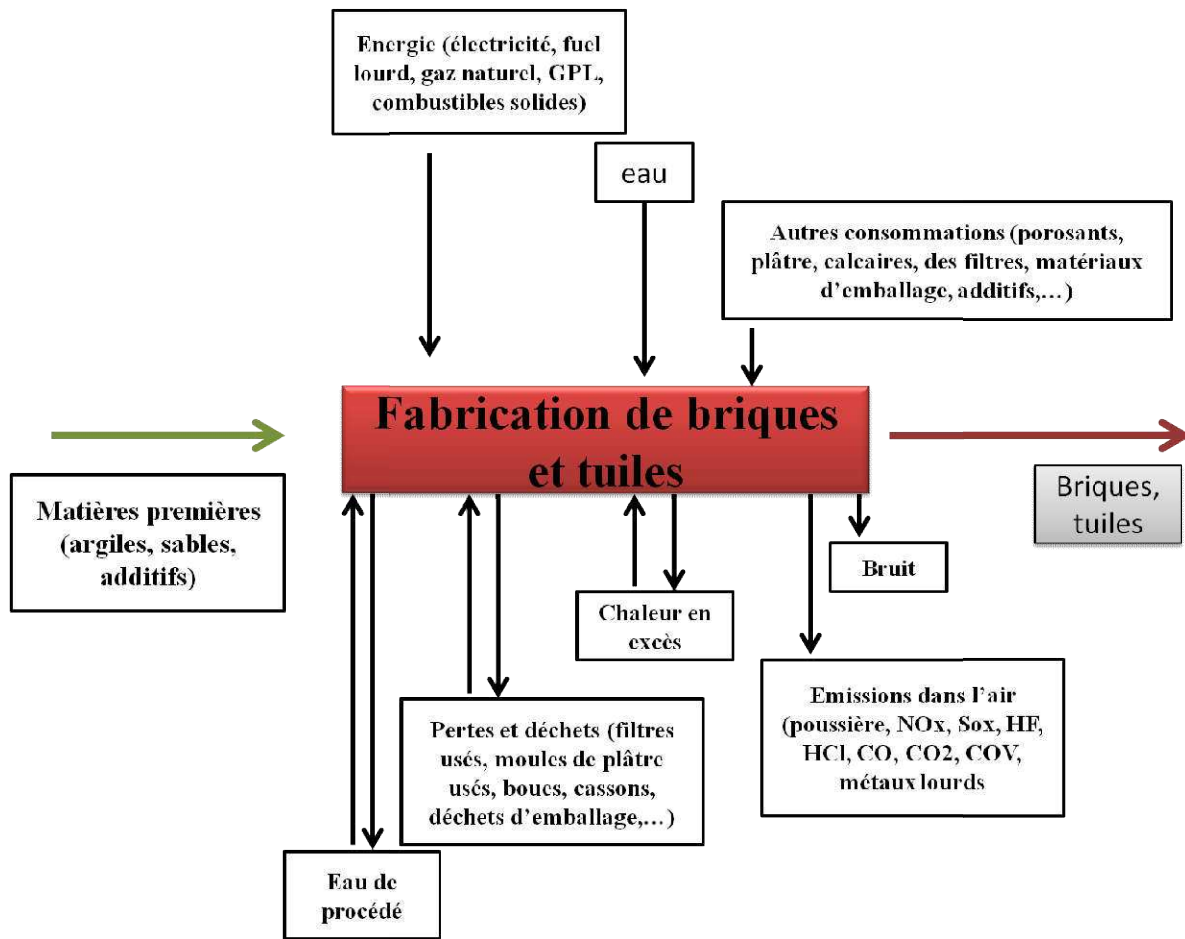 Energie (électricité, fuel
lourd, gaz naturel, GPL,
combustibles solides)
eau
Autres consommations (porosants,
plâtre, calcaires, des filtres, matériaux
d'emballage, additifs,…)
Fabrication de briques
et tuiles
Matières premières
(argiles, sables,
additifs)
Briques,
tuiles
Bruit
Chaleur en
excès
Emissions dans l'air
(poussière, NOx, Sox, HF,
HCl, CO, CO2, COV,
métaux lourds
Pertes et déchets (filtres
usés, moules de plâtre
usés, boues, cassons,
déchets d'emballage,…)
Eau de
procédé